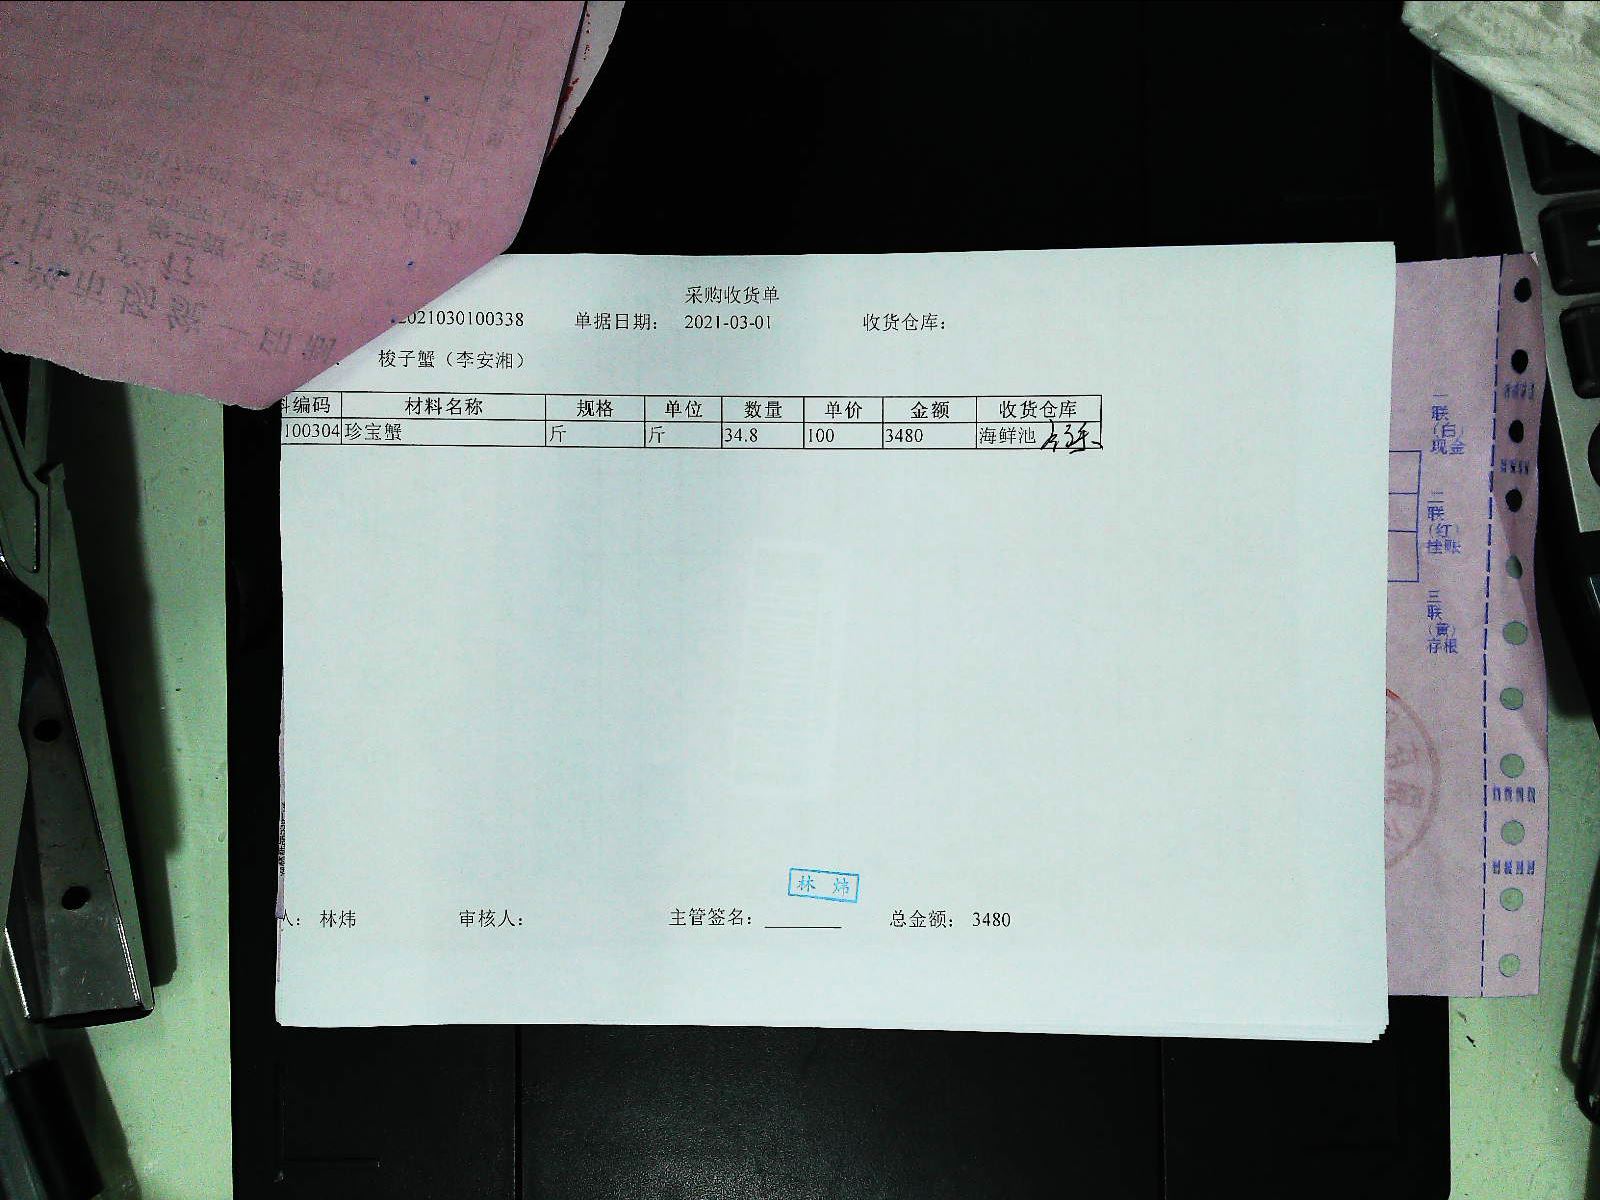 采购收货单
2021030100338 单据日期： 2021-03-01 收货仓库：
梭子蟹（李安湘）
料编码 材料名称 规格 单位 数量 单价 金额 收货仓库
100304 珍宝蟹 斤 斤 34.8 100 3480 海鲜池
林炜
人： 林炜 审核人： 主管签名： 总金额： 3480
一联（白）现金
二联（红）挂账
三联（黄）存根